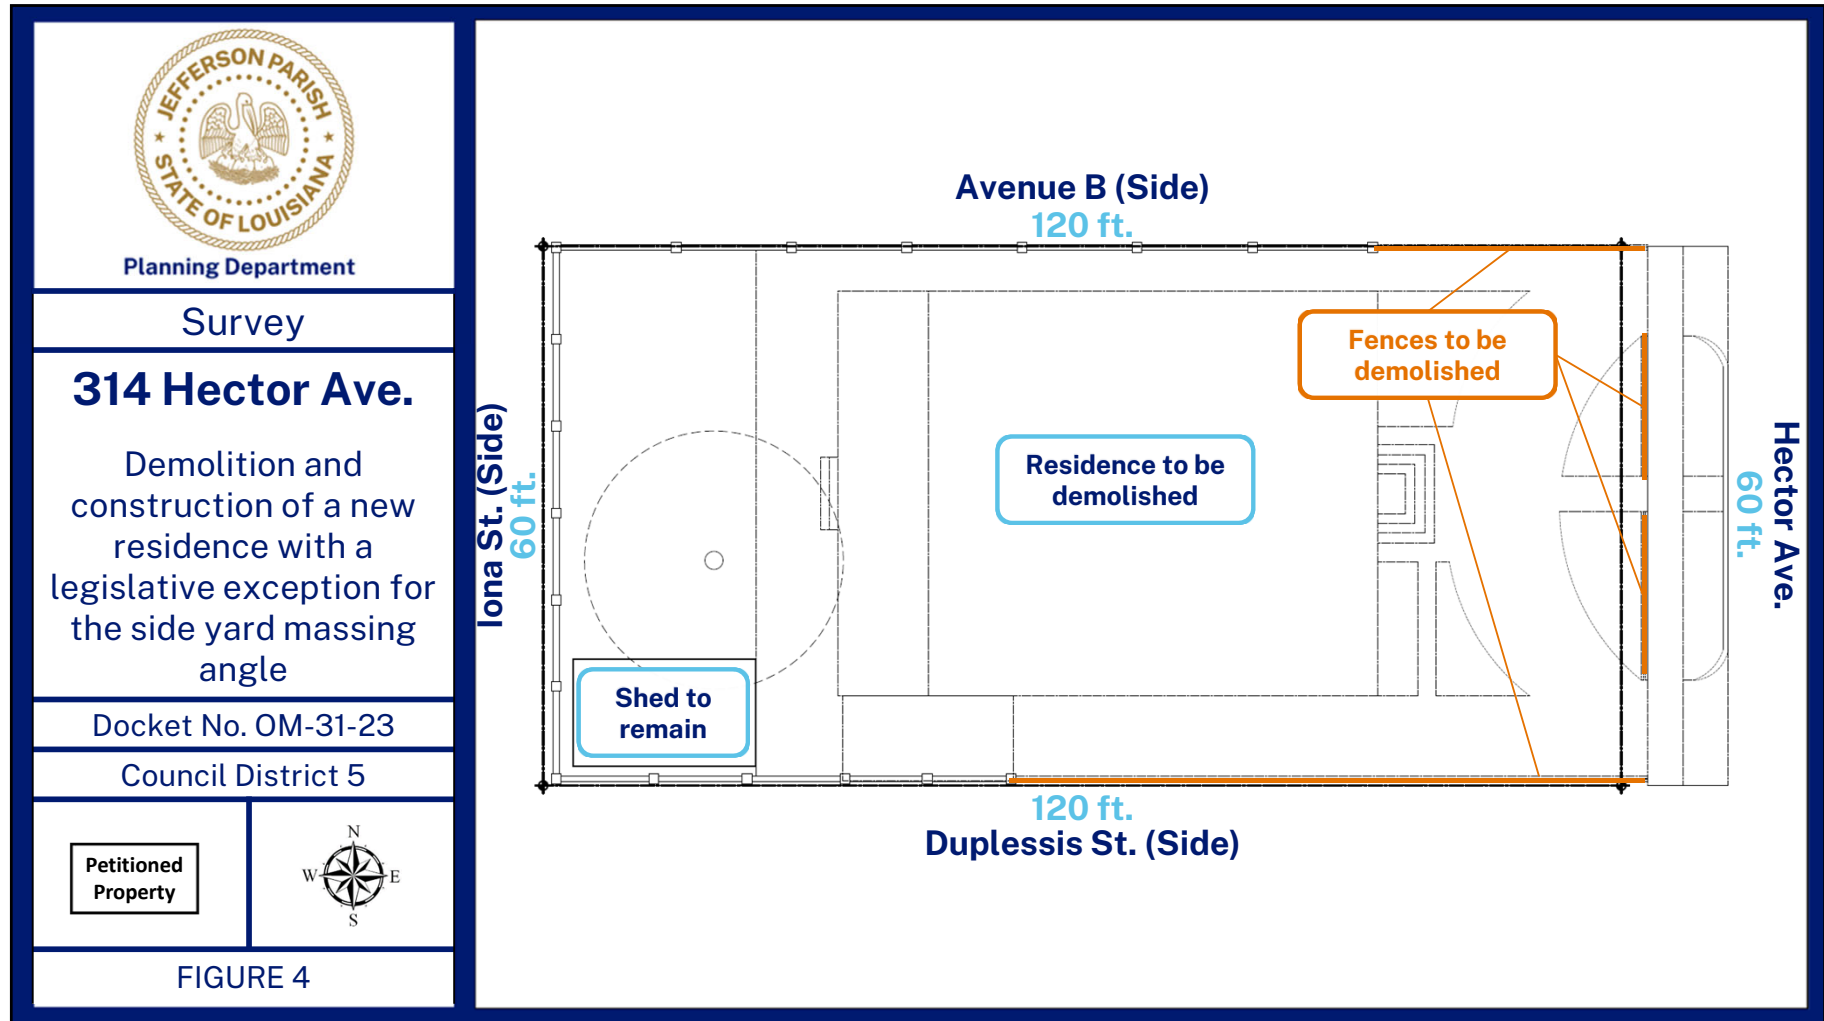 JEFFERSON PARISH
STATE OF LOUISIANA
Planning Department
Survey
314 Hector Ave.
Demolition and
construction of a new
residence with a
legislative exception for
the side yard massing
angle
Docket No. OM-31-23
Council District 5
Petitioned
Property
N
W
E
S
FIGURE 4
Avenue B (Side)
120 ft.
Fences to be
demolished
Residence to be
demolished
Iona St. (Side)
60 ft.
Hector Ave.
60 ft.
Shed to
remain
120 ft.
Duplessis St. (Side)